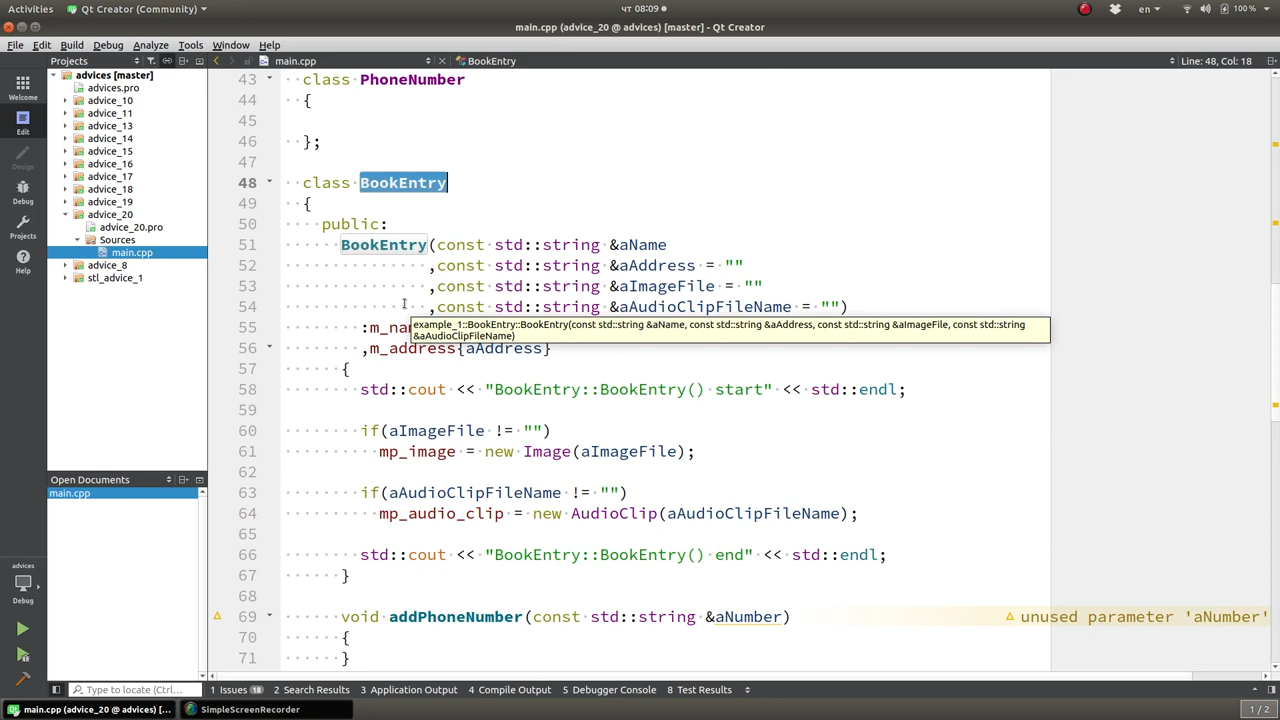 Activities
Qt Creator (Community)
чт 08:09
en
100 %
main.cpp (advice_20 @ advices) [master] - Qt Creator
File Edit Build Debug Analyze Tools Window Help
Projects
main.cpp
BookEntry
Line: 48, Col: 18
Welcome
Edit
Design
Debug
Projects
Help
advices
Debug
advices [master]
advices.pro
advice_10
advice_11
advice_13
advice_14
advice_15
advice_16
advice_17
advice_18
advice_19
advice_20
advice_20.pro
Sources
main.cpp
advice_8
stl_advice_1
Open Documents
main.cpp
43 class PhoneNumber
44 {
45
46 };
47
48 class BookEntry
49 {
50 public:
51 BookEntry(const std::string &aName
52 ,const std::string &aAddress = ""
53 ,const std::string &aImageFile = ""
54 ,const std::string &aAudioClipFileName = "")
55 :m_na
example_1::BookEntry::BookEntry(const std::string &aName, const std::string &aAddress, const std::string &aImageFile, const std::string
&aAudioClipFileName)
56 ,m_address{aAddress}
57 {
58 std::cout << "BookEntry::BookEntry() start" << std::endl;
59
60 if(aImageFile != "")
61 mp_image = new Image(aImageFile);
62
63 if(aAudioClipFileName != "")
64 mp_audio_clip = new AudioClip(aAudioClipFileName);
65
66 std::cout << "BookEntry::BookEntry() end" << std::endl;
67 }
68
69 void addPhoneNumber(const std::string &aNumber) unused parameter 'aNumber'
70 {
71 }
Type to locate (Ctrl...
1 Issues 18 2 Search Results 3 Application Output 4 Compile Output 5 Debugger Console 8 Test Results
main.cpp (advice_20 @ advices) [...
SimpleScreenRecorder
1 / 2